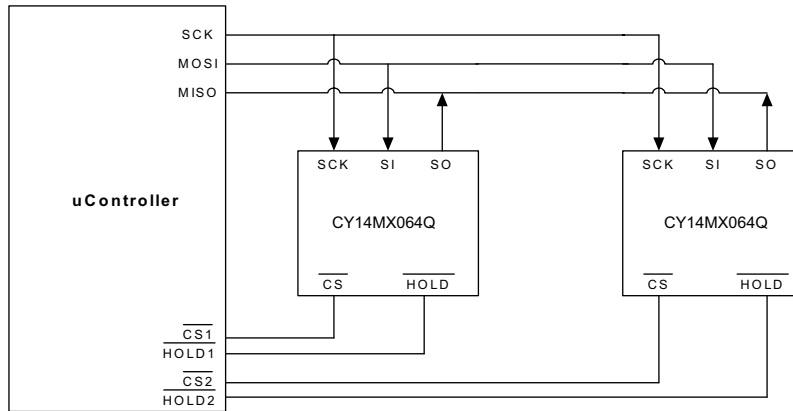 SCK
MOSI
MISO
uController
SCK SI SO
CY14MX064Q
CS HOLD
SCK SI SO
CY14MX064Q
CS HOLD
CS1
HOLD1
CS2
HOLD2